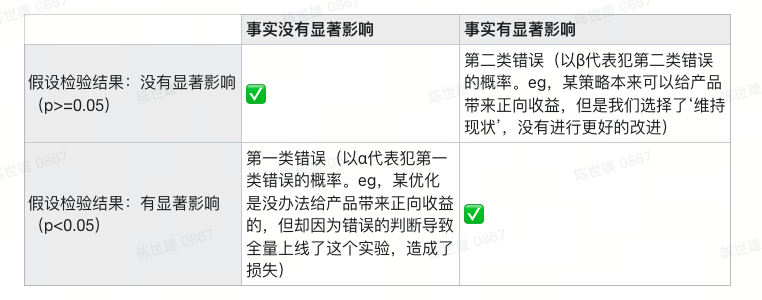 事实没有显著影响
事实有显著影响
假设检验结果：没有显著影响
（p>=0.05）
第二类错误（以β代表犯第二类错误
的概率。eg，某策略本来可以给产品
带来正向收益，但是我们选择了‘维持
现状’，没有进行更好的改进）
假设检验结果：有显著影响
（p<0.05）
第一类错误（以α代表犯第一
类错误的概率。eg，某优化
是没办法给产品带来正向收益
的，但却因为错误的判断导致
全量上线了这个实验，造成了
损失）
陈世雄 0867
陈世雄 0867
陈世雄 0867
陈世雄 0867
陈世雄 0867